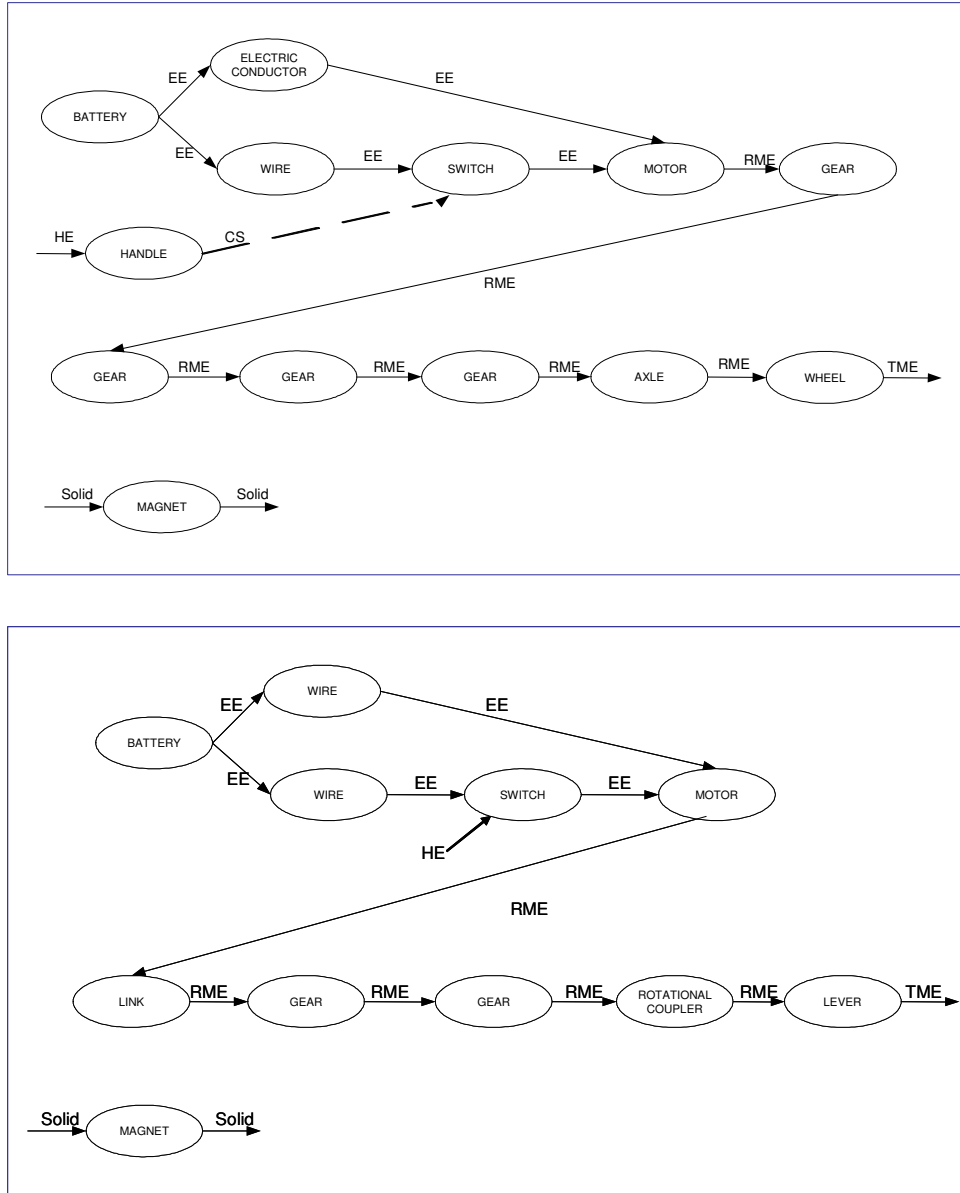 ELECTRIC
CONDUCTOR
EE
EE
BATTERY
EE
WIRE
EE
SWITCH
EE
MOTOR
RME
GEAR
HE
HANDLE
CS
RME
GEAR
RME
GEAR
RME
GEAR
RME
AXLE
RME
WHEEL
TME
Solid
MAGNET
Solid
WIRE
EE
EE
BATTERY
EE
WIRE
EE
SWITCH
EE
MOTOR
HE
RME
LINK
RME
GEAR
RME
GEAR
RME
ROTATIONAL
COUPLER
RME
LEVER
TME
Solid
MAGNET
Solid